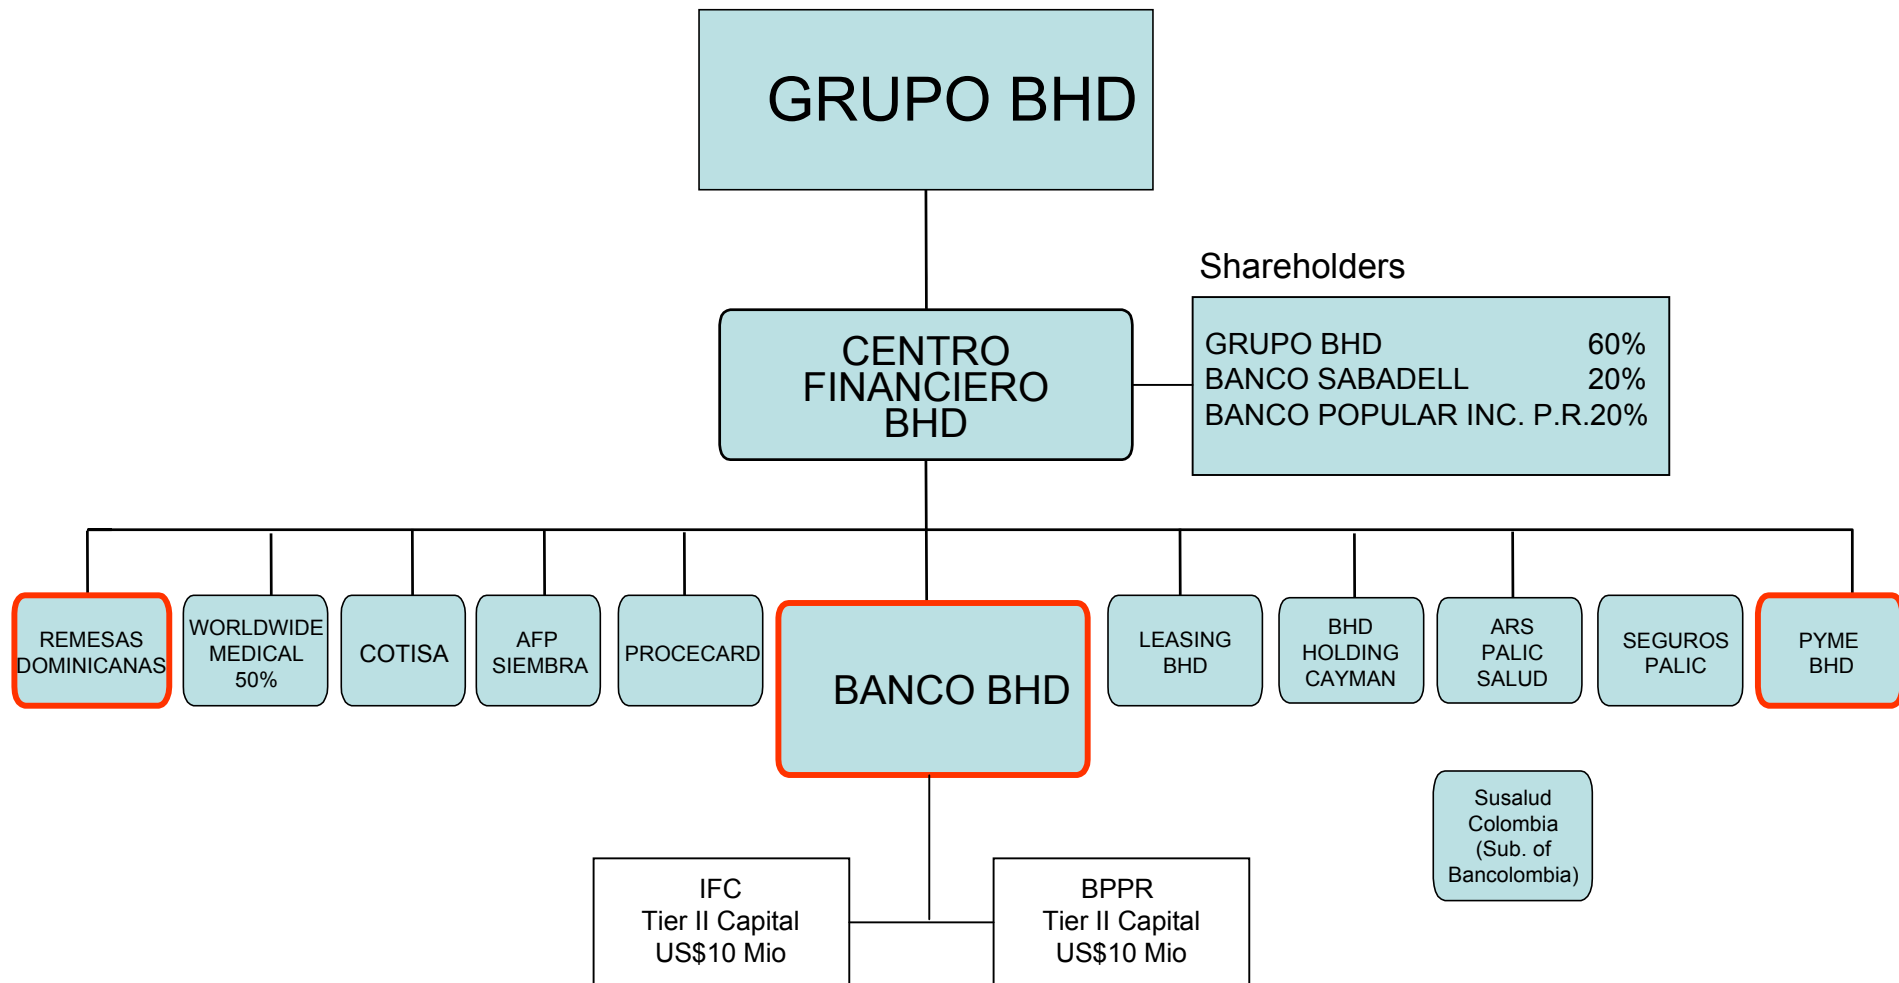 GRUPO BHD
Shareholders
CENTRO
FINANCIERO
BHD
GRUPO BHD 60%
BANCO SABADELL 20%
BANCO POPULAR INC. P.R.20%
REMESAS
DOMINICANAS
WORLDWIDE
MEDICAL
50%
COTISA
AFP
SIEMBRA
PROCECARD
BANCO BHD
LEASING
BHD
BHD
HOLDING
CAYMAN
ARS
PALIC
SALUD
SEGUROS
PALIC
PYME
BHD
Susalud
Colombia
(Sub. of
Bancolombia)
IFC
Tier II Capital
US$10 Mio
BPPR
Tier II Capital
US$10 Mio